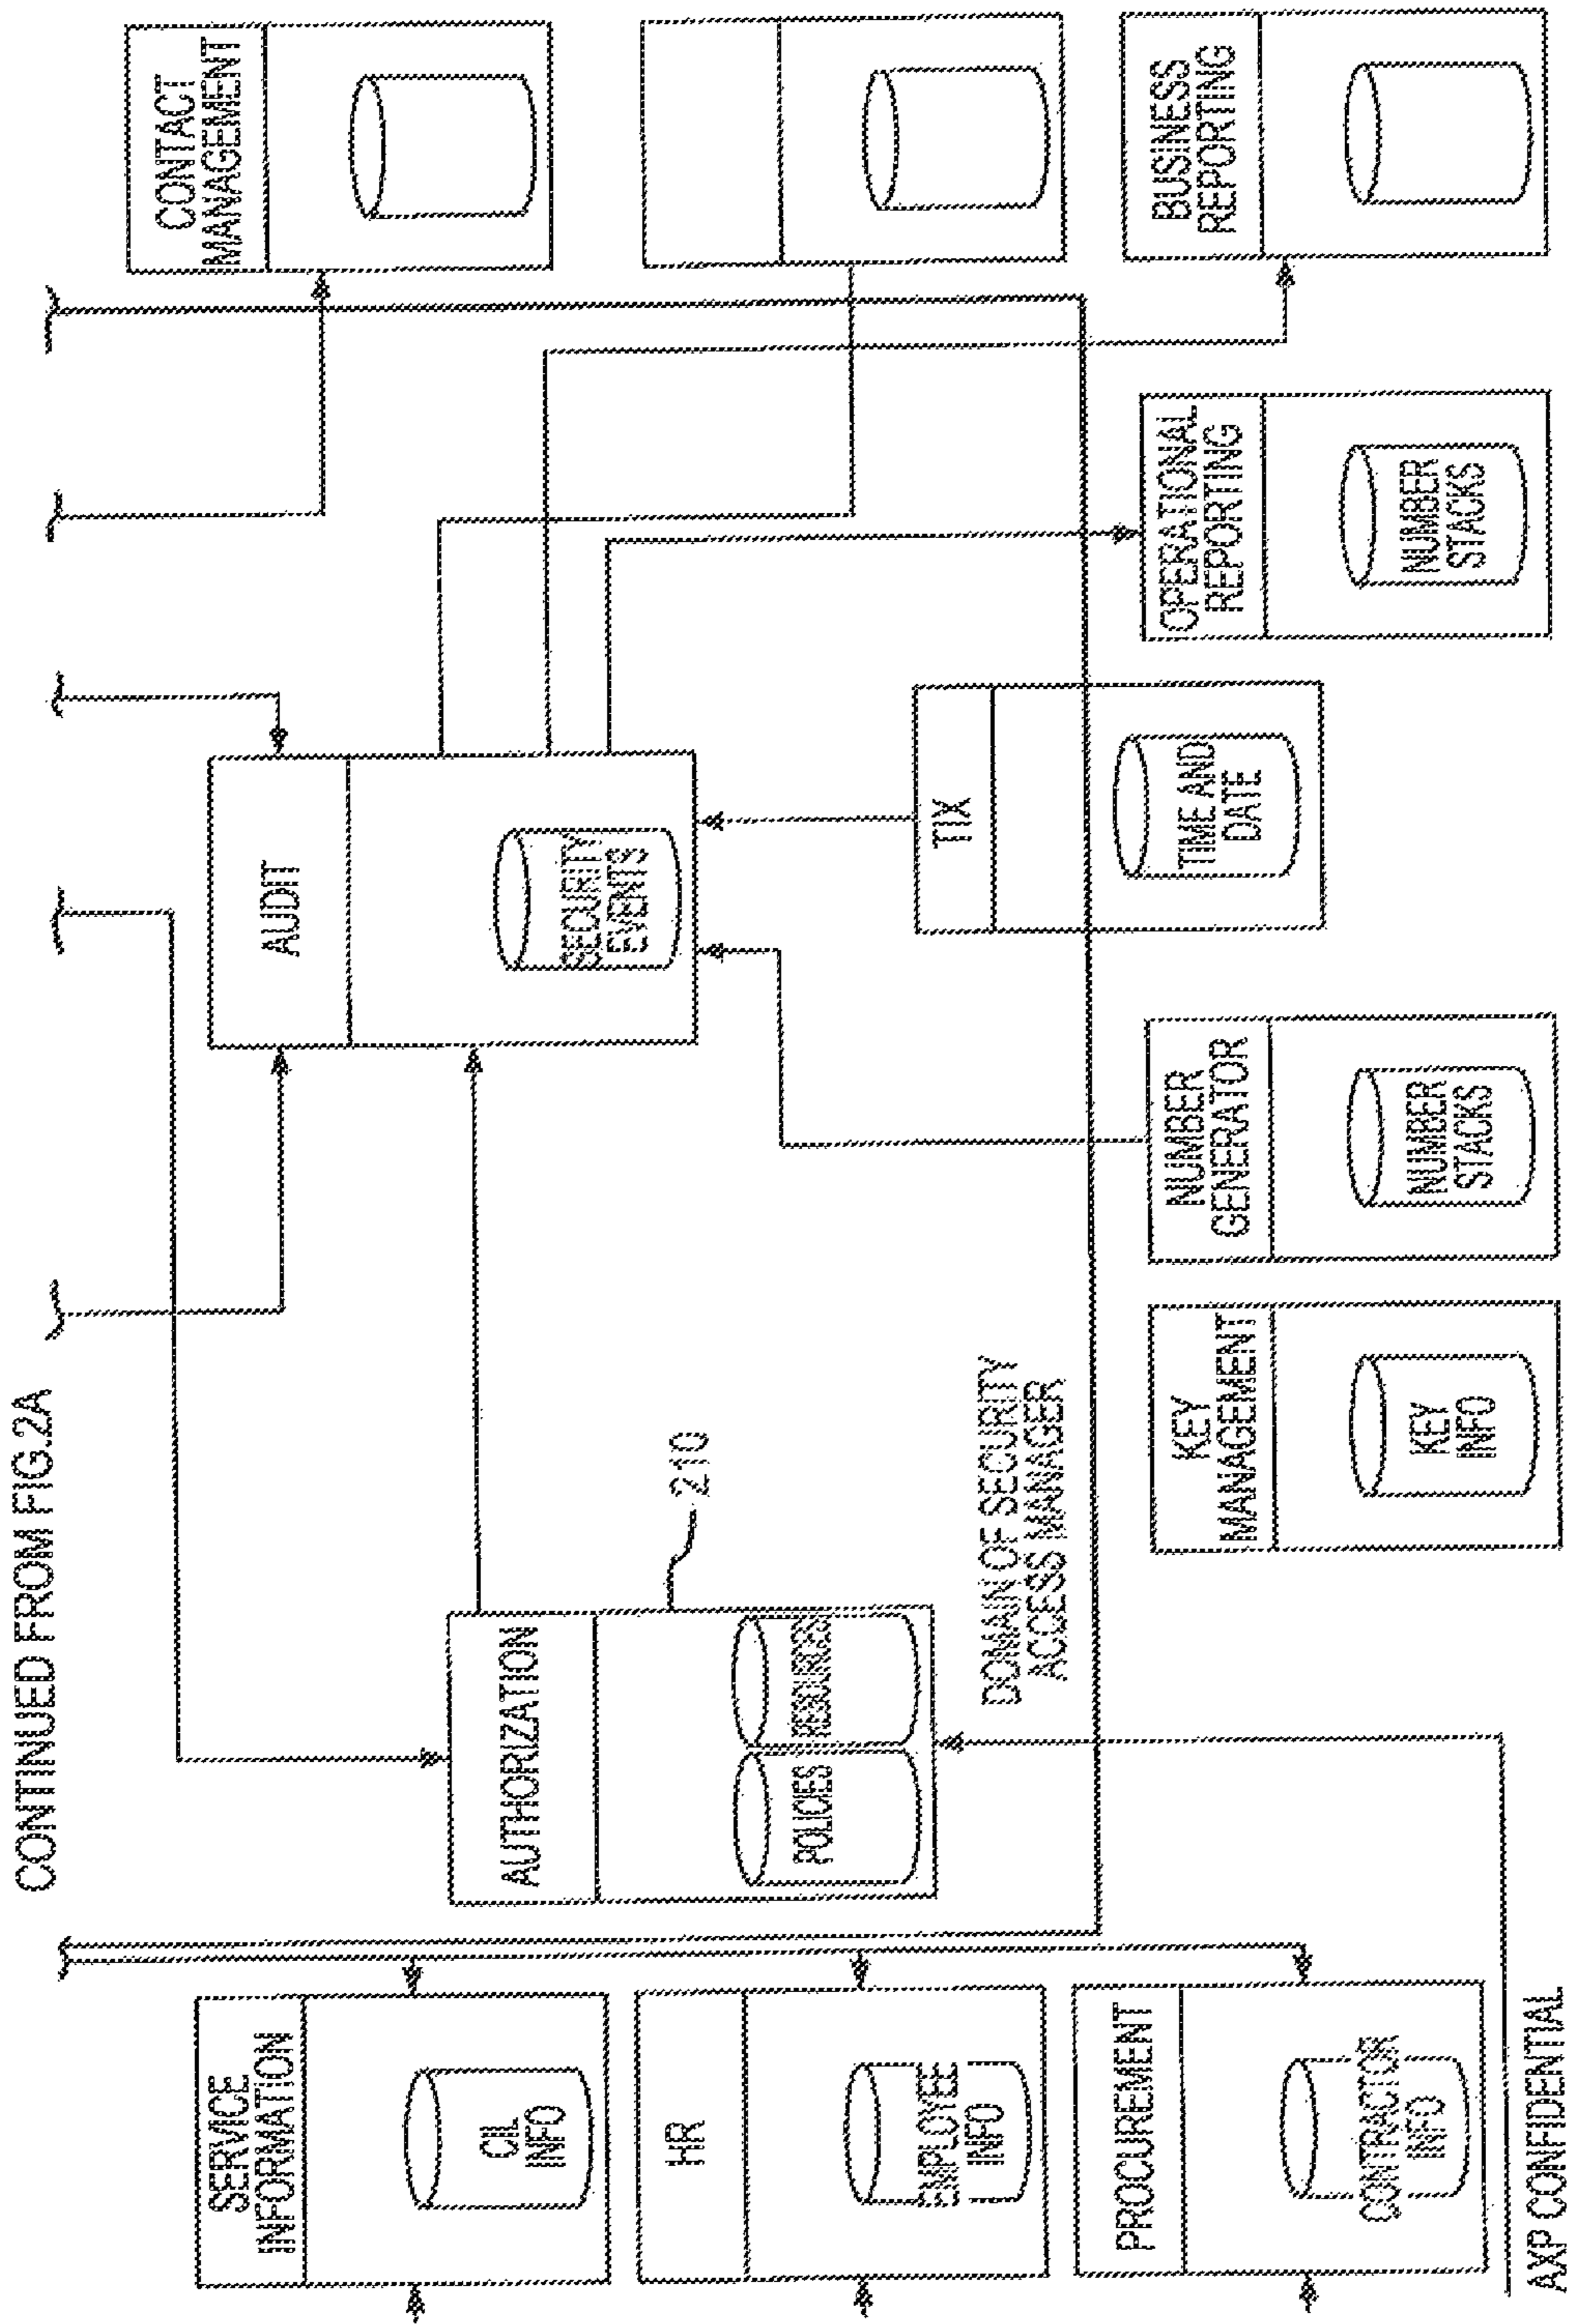 CONTINUED FROM FIG.2A
SERVICE
INFORMATION
CIL
INFO
HR
EMPLOYEE
INFO
PROCUREMENT
CONTRACTOR
INFO
AXP CONFIDENTIAL
AUTHORIZATION
POLICIES
RESOURCES
210
DOMAIN OF SECURITY
ACCESS MANAGER
AUDIT
SECURITY
EVENTS
KEY
MANAGEMENT
KEY
INFO
NUMBER
GENERATOR
NUMBER
STACKS
TIX
TIME AND
DATE
OPERATIONAL
REPORTING
NUMBER
STACKS
CONTACT
MANAGEMENT
BUSINESS
REPORTING